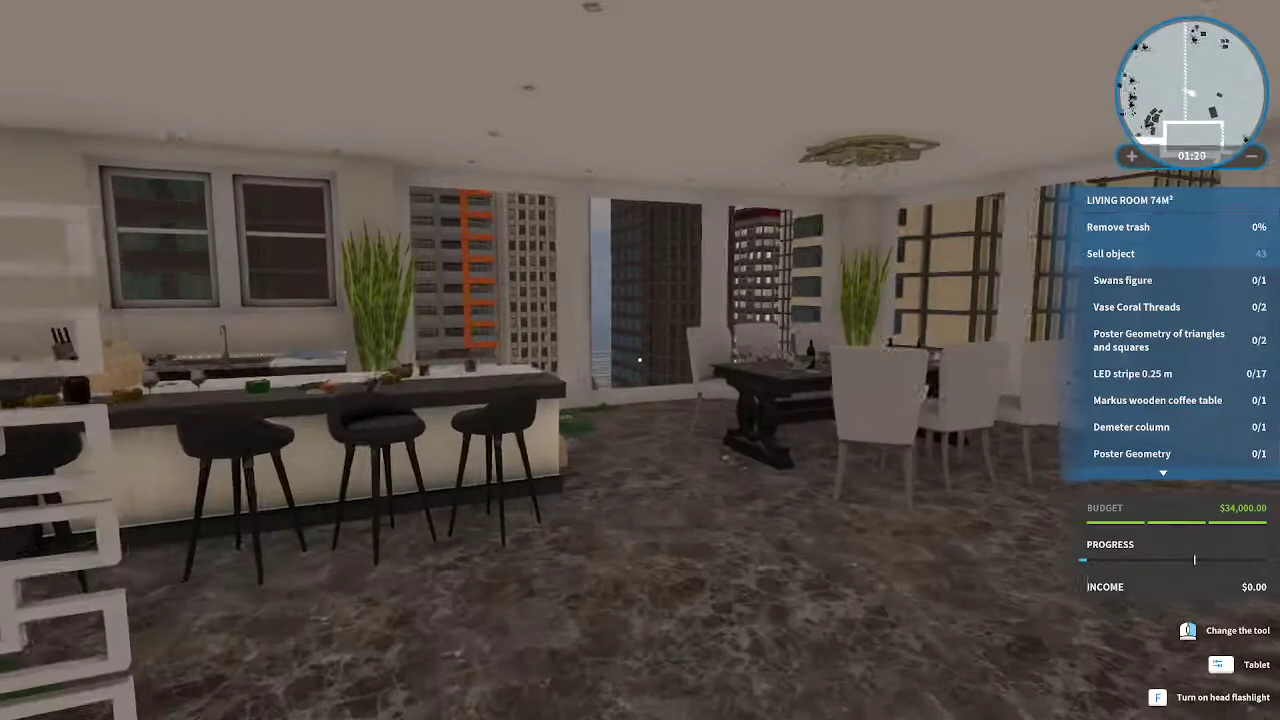 01:20
LIVING ROOM 74M²
Remove trash 0%
Sell object 43
Swans figure 0/1
Vase Coral Threads 0/2
Poster Geometry of triangles
and squares 0/2
LED stripe 0.25 m 0/17
Markus wooden coffee table 0/1
Demeter column 0/1
Poster Geometry 0/1
BUDGET $34,000.00
PROGRESS
INCOME $0.00
Change the tool
Tablet
F Turn on head flashlight